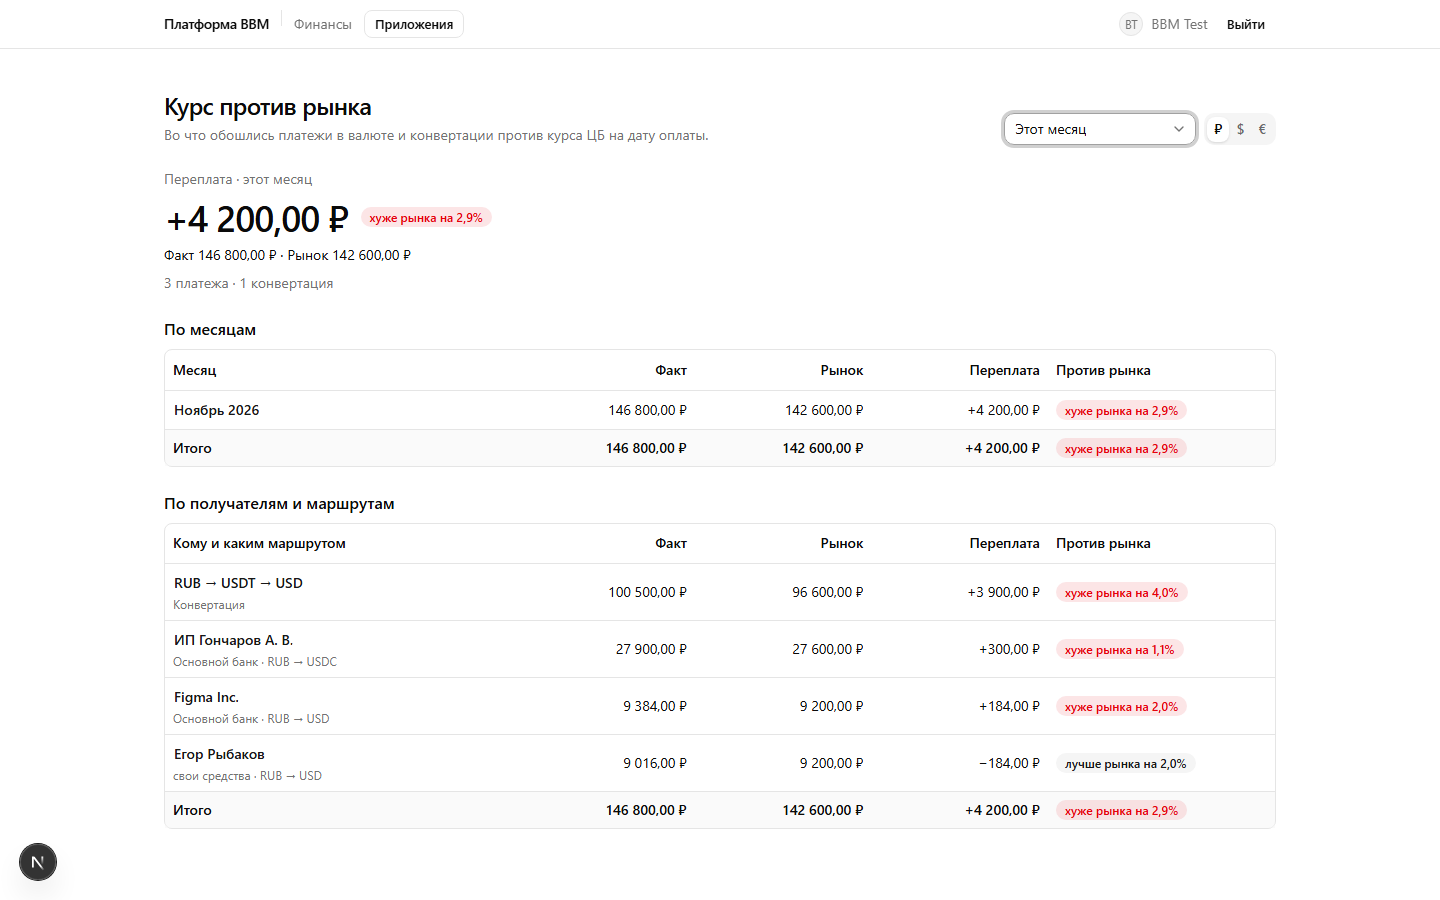 Платформа BBM Финансы Приложения BT BBM Test Выйти
Курс против рынка
Во что обошлись платежи в валюте и конвертации против курса ЦБ на дату оплаты.
Этот месяц ₽ $ €
Переплата · этот месяц
+4 200,00 ₽ хуже рынка на 2,9%
Факт 146 800,00 ₽ · Рынок 142 600,00 ₽
3 платежа · 1 конвертация
По месяцам
Месяц Факт Рынок Переплата Против рынка
Ноябрь 2026 146 800,00 ₽ 142 600,00 ₽ +4 200,00 ₽ хуже рынка на 2,9%
Итого 146 800,00 ₽ 142 600,00 ₽ +4 200,00 ₽ хуже рынка на 2,9%
По получателям и маршрутам
Кому и каким маршрутом Факт Рынок Переплата Против рынка
RUB → USDT → USD 100 500,00 ₽ 96 600,00 ₽ +3 900,00 ₽ хуже рынка на 4,0%
Конвертация
ИП Гончаров А. В. 27 900,00 ₽ 27 600,00 ₽ +300,00 ₽ хуже рынка на 1,1%
Основной банк · RUB → USDC
Figma Inc. 9 384,00 ₽ 9 200,00 ₽ +184,00 ₽ хуже рынка на 2,0%
Основной банк · RUB → USD
Егор Рыбаков 9 016,00 ₽ 9 200,00 ₽ −184,00 ₽ лучше рынка на 2,0%
свои средства · RUB → USD
Итого 146 800,00 ₽ 142 600,00 ₽ +4 200,00 ₽ хуже рынка на 2,9%
N